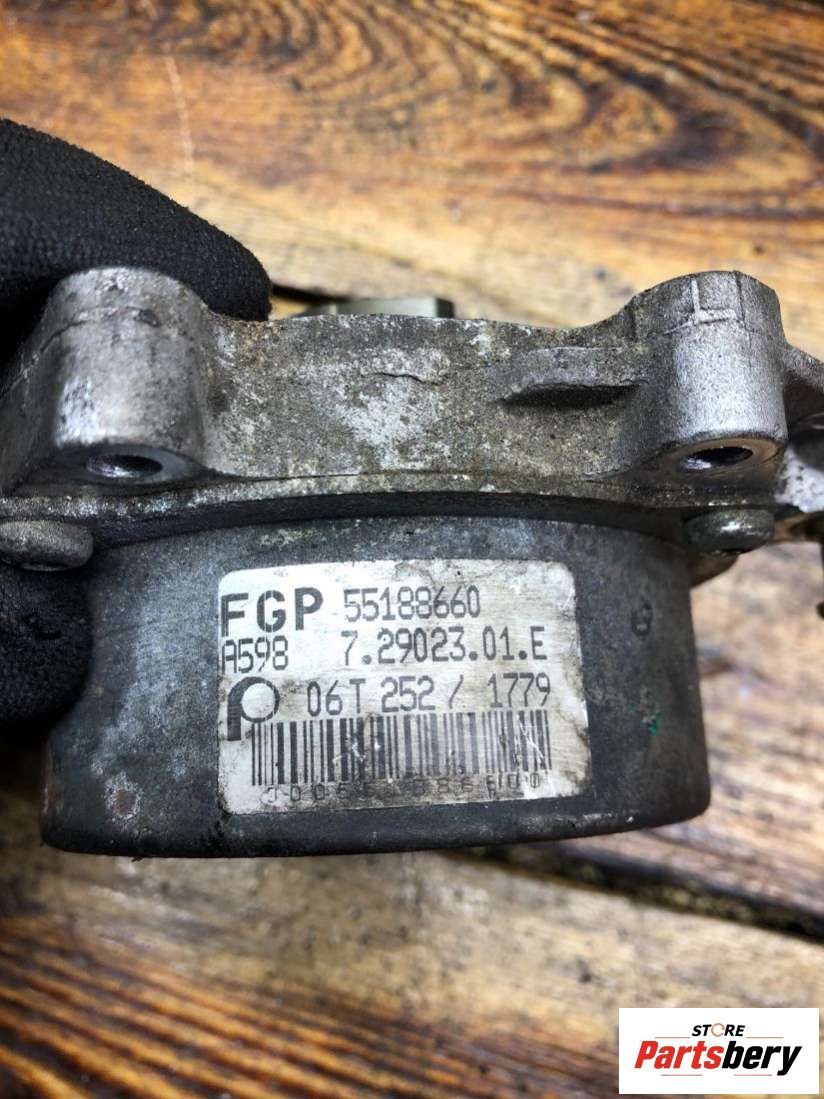 FGP 55188660
A598 7.29023.01.E
06T 252 / 1779
STORE
Partsbery